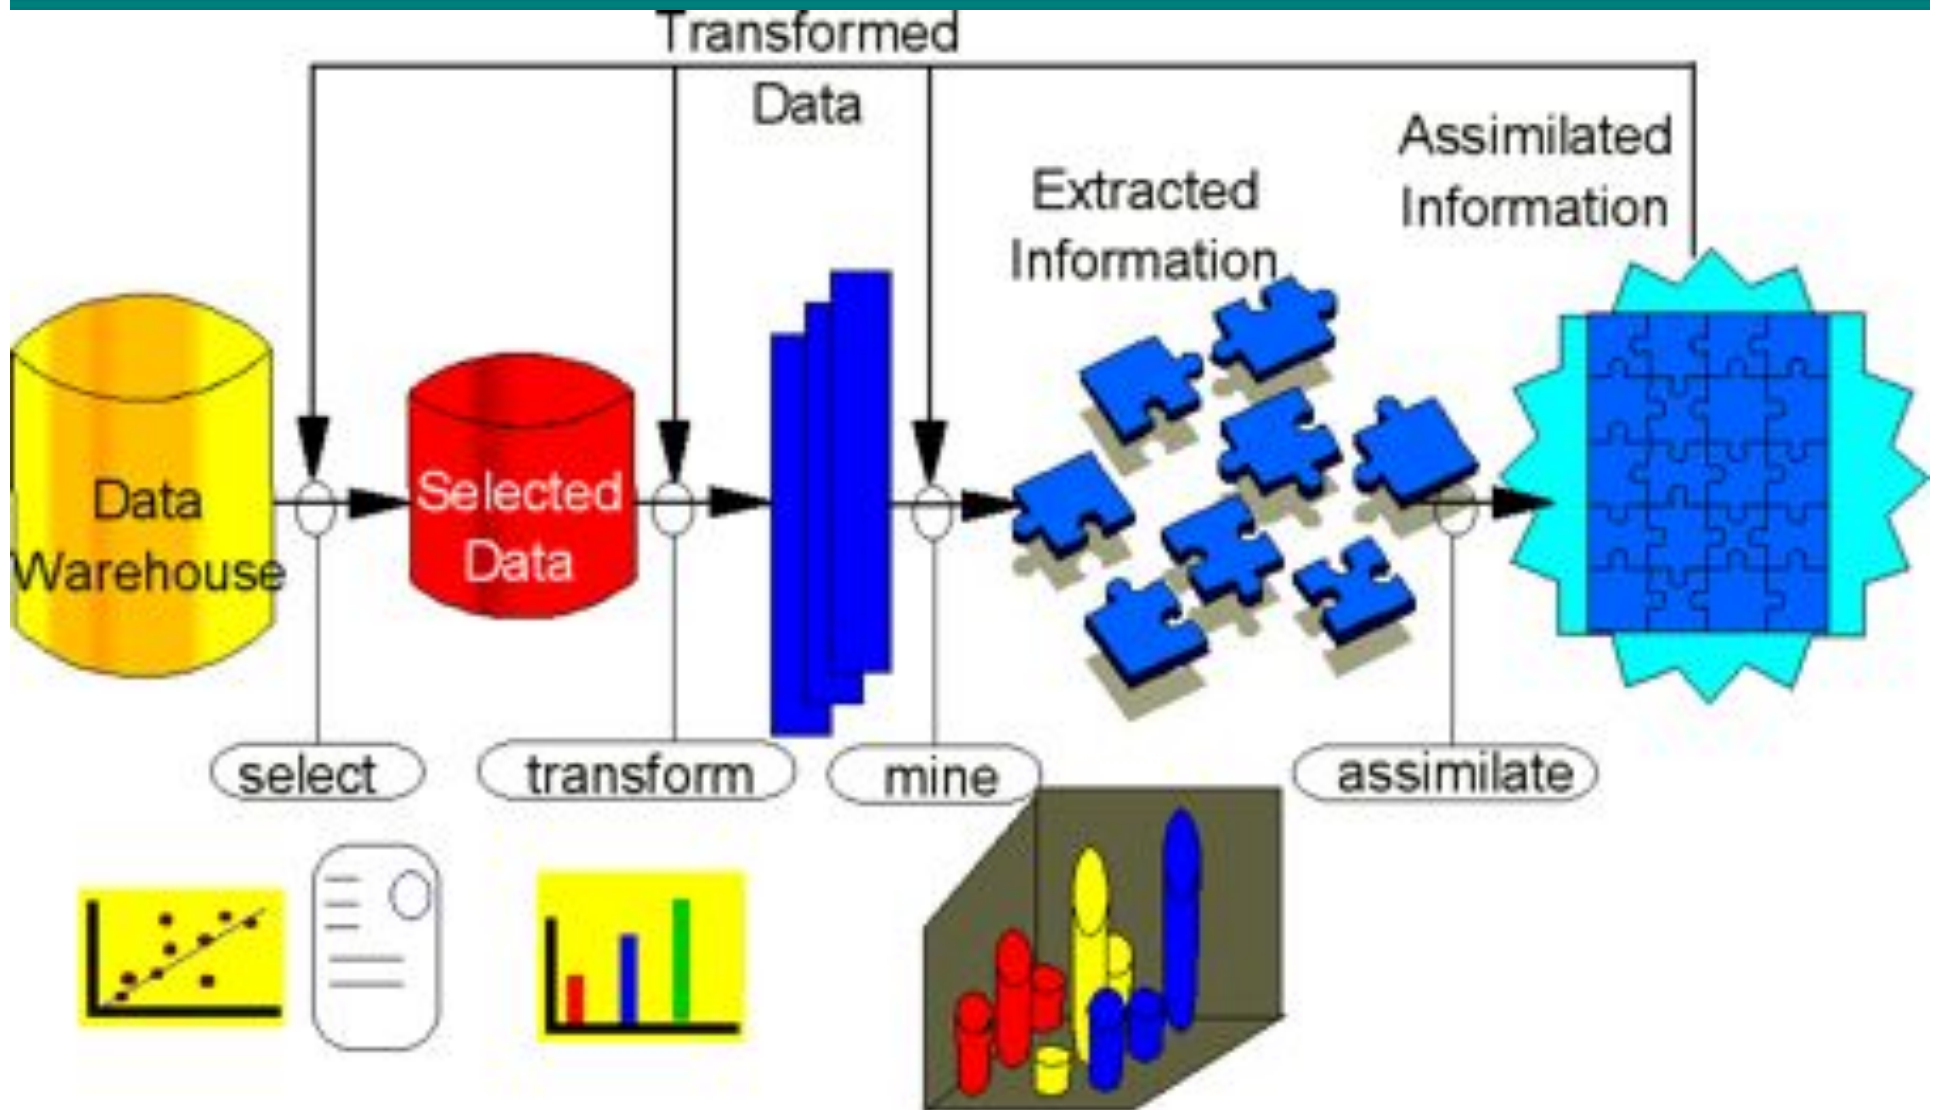 Transformed
Data
Assimilated
Information
Extracted
Information
Data
Warehouse
Selected
Data
select
transform
mine
assimilate